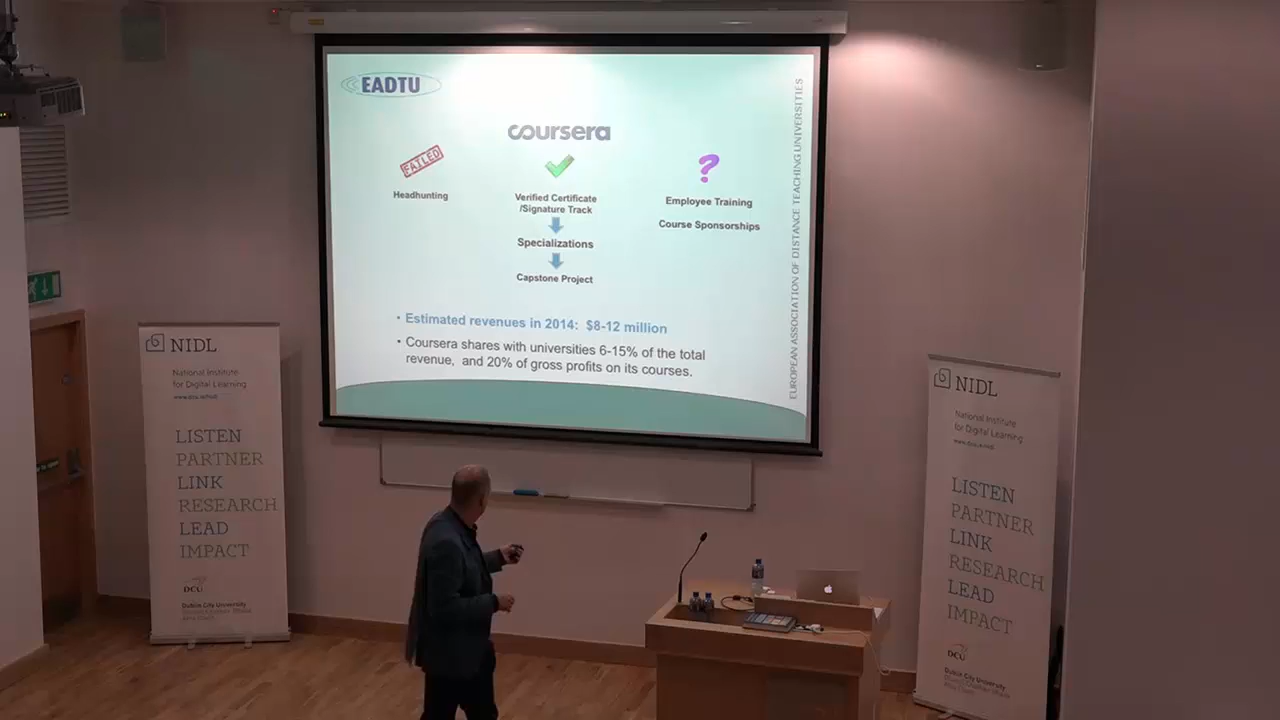 EADTU
coursera
FAILED
Headhunting
Verified Certificate
/Signature Track
Specializations
Capstone Project
?
Employee Training
Course Sponsorships
• Estimated revenues in 2014: $8-12 million
• Coursera shares with universities 6-15% of the total
revenue, and 20% of gross profits on its courses.
EUROPEAN ASSOCIATION OF DISTANCE TEACHING UNIVERSITIES
NIDL
National Institute
for Digital Learning
LISTEN
PARTNER
LINK
RESEARCH
LEAD
IMPACT
DCU
Dublin City University
NIDL
National Institute
for Digital Learning
LISTEN
PARTNER
LINK
RESEARCH
LEAD
IMPACT
DCU
Dublin City University